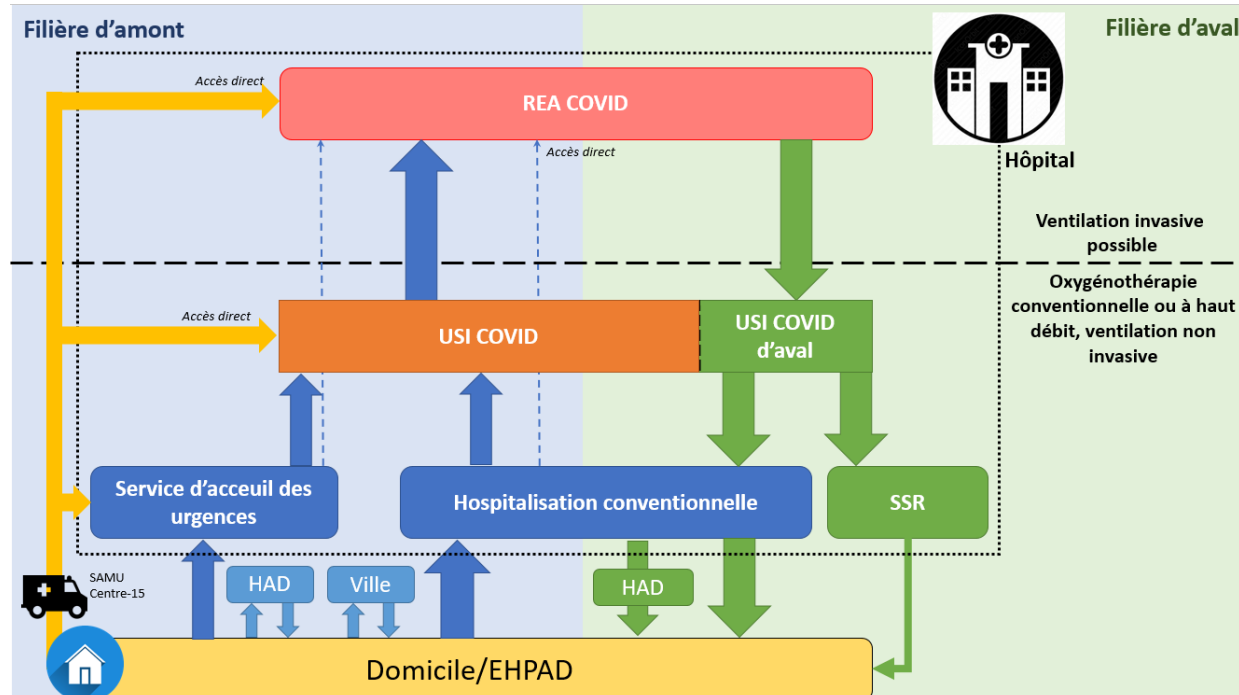 Filière d'amont
Filière d'aval
Accès direct
REA COVID
Accès direct
Hôpital
Ventilation invasive
possible
Oxygénothérapie
conventionnelle ou à haut
débit, ventilation non
invasive
Accès direct
USI COVID
USI COVID
d'aval
Service d'acceuil des
urgences
Hospitalisation conventionnelle
SSR
SAMU
Centre-15
HAD
Ville
HAD
Domicile/EHPAD